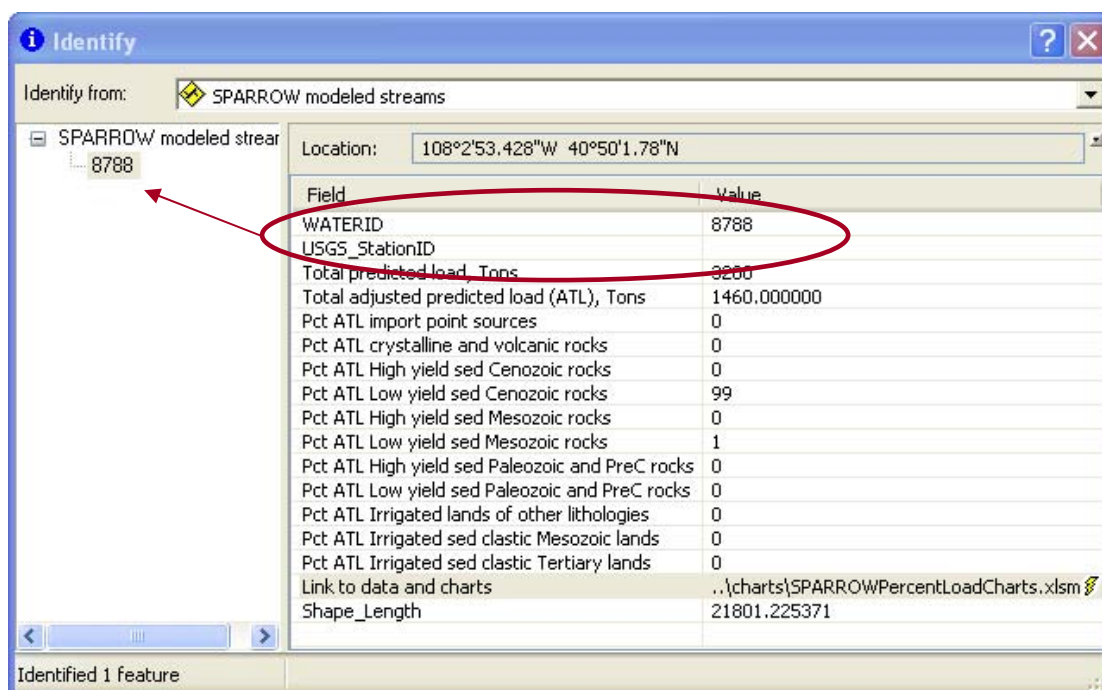 Identify
Identify from: SPARROW modeled streams
SPARROW modeled strear
8788
Location: 108°2'53.428"W 40°50'1.78"N
Field Value
WATERID 8788
USGS_StationID
Total predicted load, Tons 3200
Total adjusted predicted load (ATL), Tons 1460.000000
Pct ATL import point sources 0
Pct ATL crystalline and volcanic rocks 0
Pct ATL High yield sed Cenozoic rocks 0
Pct ATL Low yield sed Cenozoic rocks 99
Pct ATL High yield sed Mesozoic rocks 0
Pct ATL Low yield sed Mesozoic rocks 1
Pct ATL High yield sed Paleozoic and PreC rocks 0
Pct ATL Low yield sed Paleozoic and PreC rocks 0
Pct ATL Irrigated lands of other lithologies 0
Pct ATL Irrigated sed clastic Mesozoic lands 0
Pct ATL Irrigated sed clastic Tertiary lands 0
Link to data and charts ..\charts\SPARROWPercentLoadCharts.xlsm
Shape_Length 21801.225371
Identified 1 feature